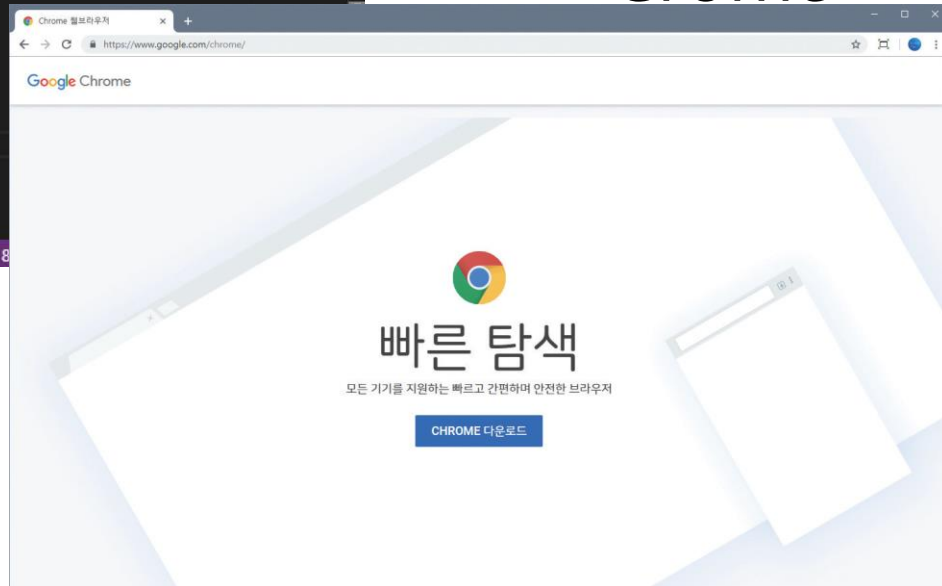 Chrome 웹브라우저
https://www.google.com/chrome/
Google Chrome
8
빠른 탐색
모든 기기를 지원하는 빠르고 간편하며 안전한 브라우저
CHROME 다운로드